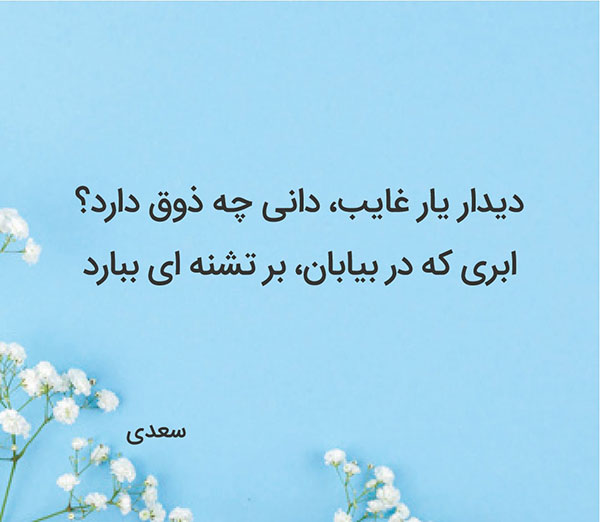 دیدار یار غایب، دانی چه ذوق دارد؟
ابری که در بیابان، بر تشنه ای ببارد
سعدی